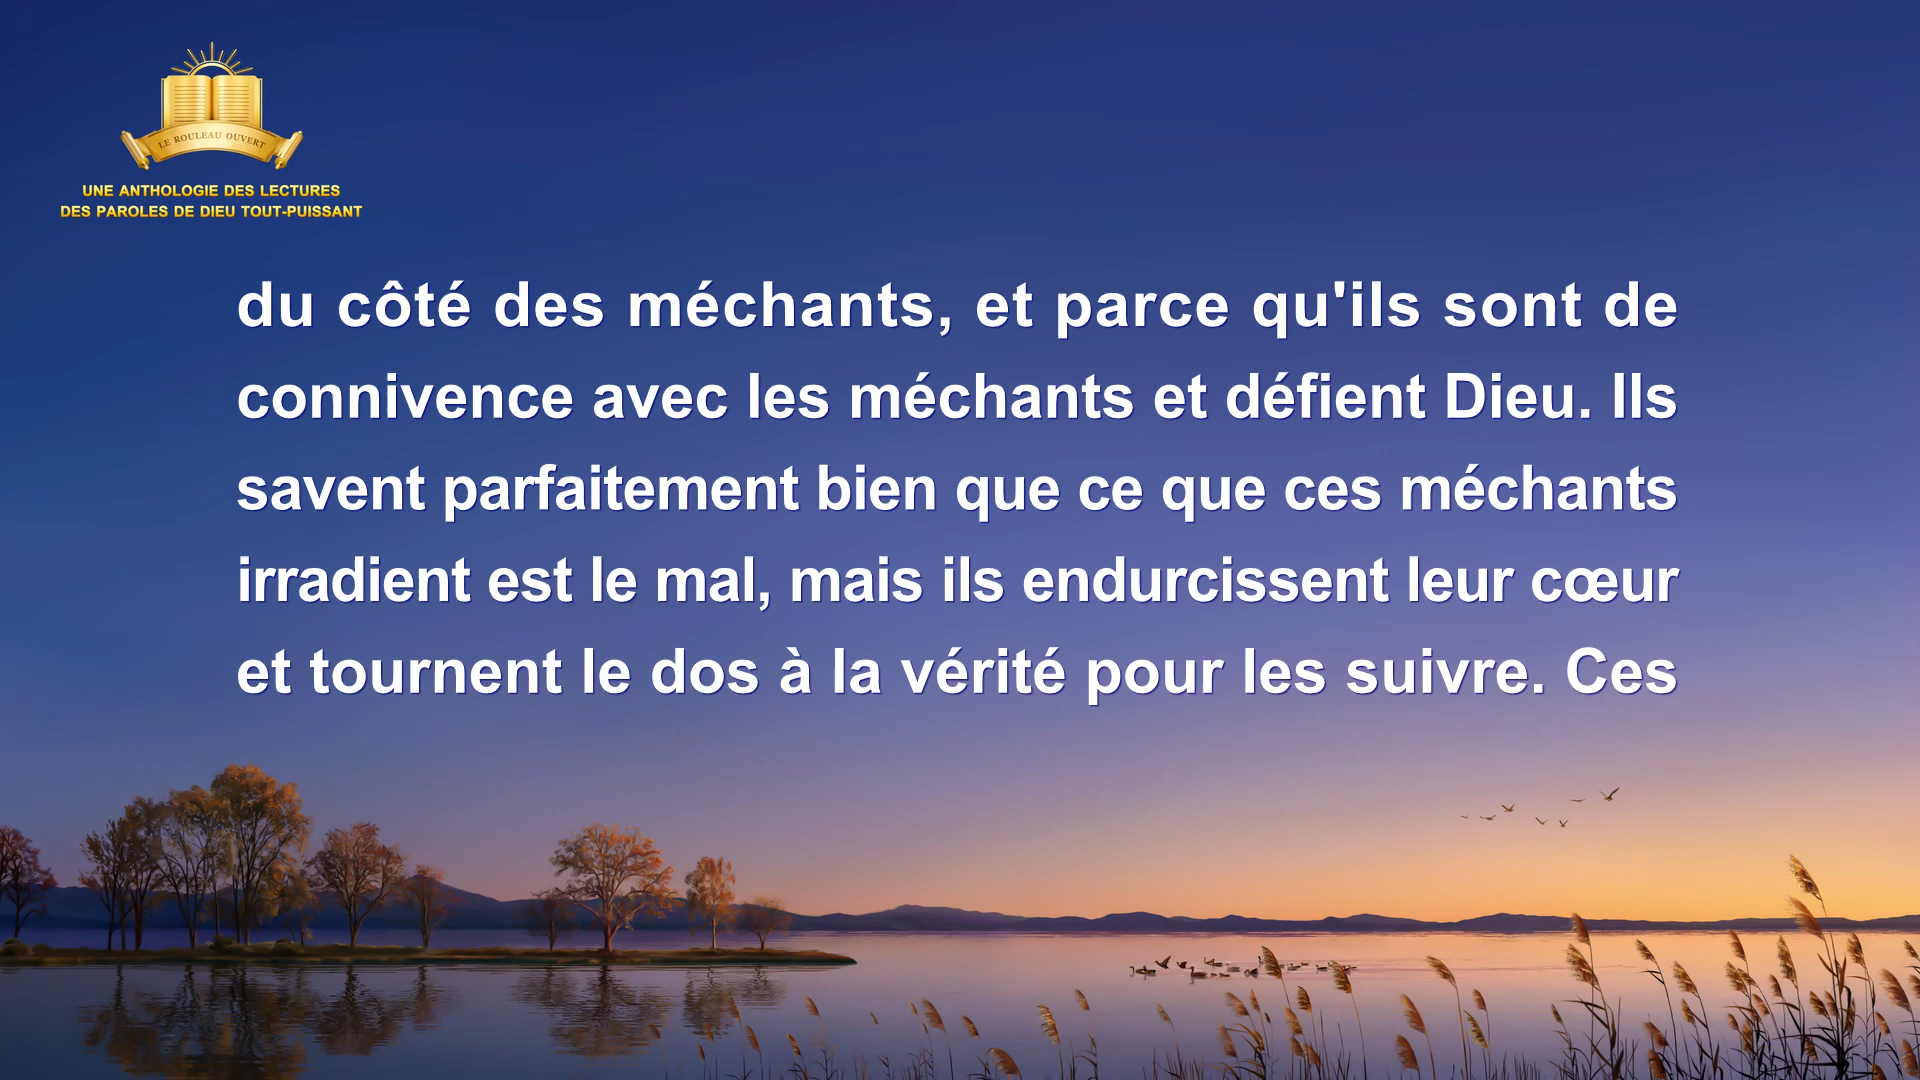 LE ROULEAU OUVERT
UNE ANTHOLOGIE DES LECTURES
DES PAROLES DE DIEU TOUT-PUISSANT
du côté des méchants, et parce qu'ils sont de
connivence avec les méchants et défient Dieu. Ils
savent parfaitement bien que ce que ces méchants
irradient est le mal, mais ils endurcissent leur cœur
et tournent le dos à la vérité pour les suivre. Ces